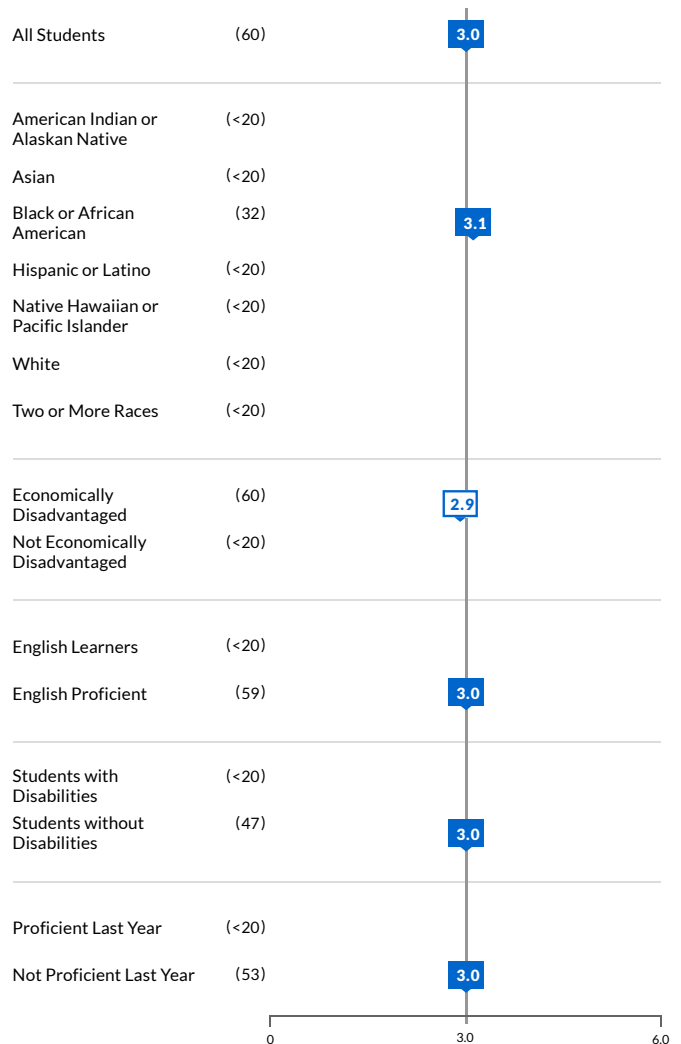 All Students (60) 3.0
American Indian or (<20)
Alaskan Native
Asian (<20)
Black or African (32) 3.1
American
Hispanic or Latino (<20)
Native Hawaiian or (<20)
Pacific Islander
White (<20)
Two or More Races (<20)
Economically (60) 2.9
Disadvantaged
Not Economically (<20)
Disadvantaged
English Learners (<20)
English Proficient (59) 3.0
Students with (<20)
Disabilities
Students without (47) 3.0
Disabilities
Proficient Last Year (<20)
Not Proficient Last Year (53) 3.0
0 3.0 6.0